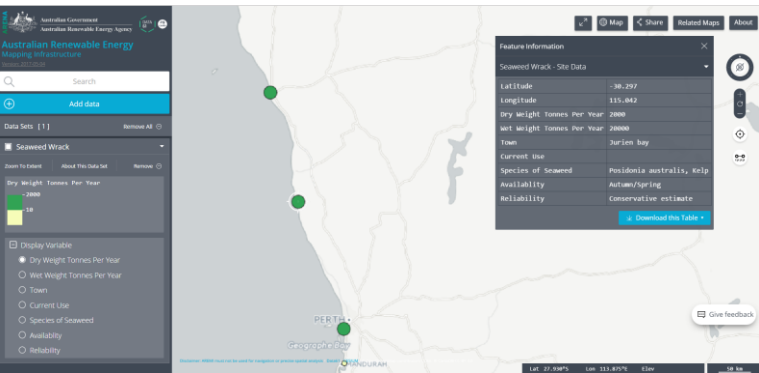 ARENA
Australian Government
Australian Renewable Energy Agency
DATA
61
Australian Renewable Energy
Mapping Infrastructure
Search
Add data
Data Sets [1]
Remove All
Seaweed Wrack
Zoom To Extent
About This Data Set
Remove
Dry Weight Tonnes Per Year
2000
10
Display Variable
Dry Weight Tonnes Per Year
Wet Weight Tonnes Per Year
Town
Current Use
Species of Seaweed
Availablity
Reliability
Map
Share
Related Maps
About
Feature Information
Seaweed Wrack - Site Data
Latitude -30.297
Longitude 115.042
Dry Weight Tonnes Per Year 2000
Wet Weight Tonnes Per Year 20000
Town Jurien bay
Current Use
Species of Seaweed Posidonia australis, Kelp
Availablity Autumn/Spring
Reliability Conservative estimate
Download this Table
PERTH
Geographe Bay
MANDURAH
Give feedback
Lat 27.930°S Lon 113.875°E Elev
50 km